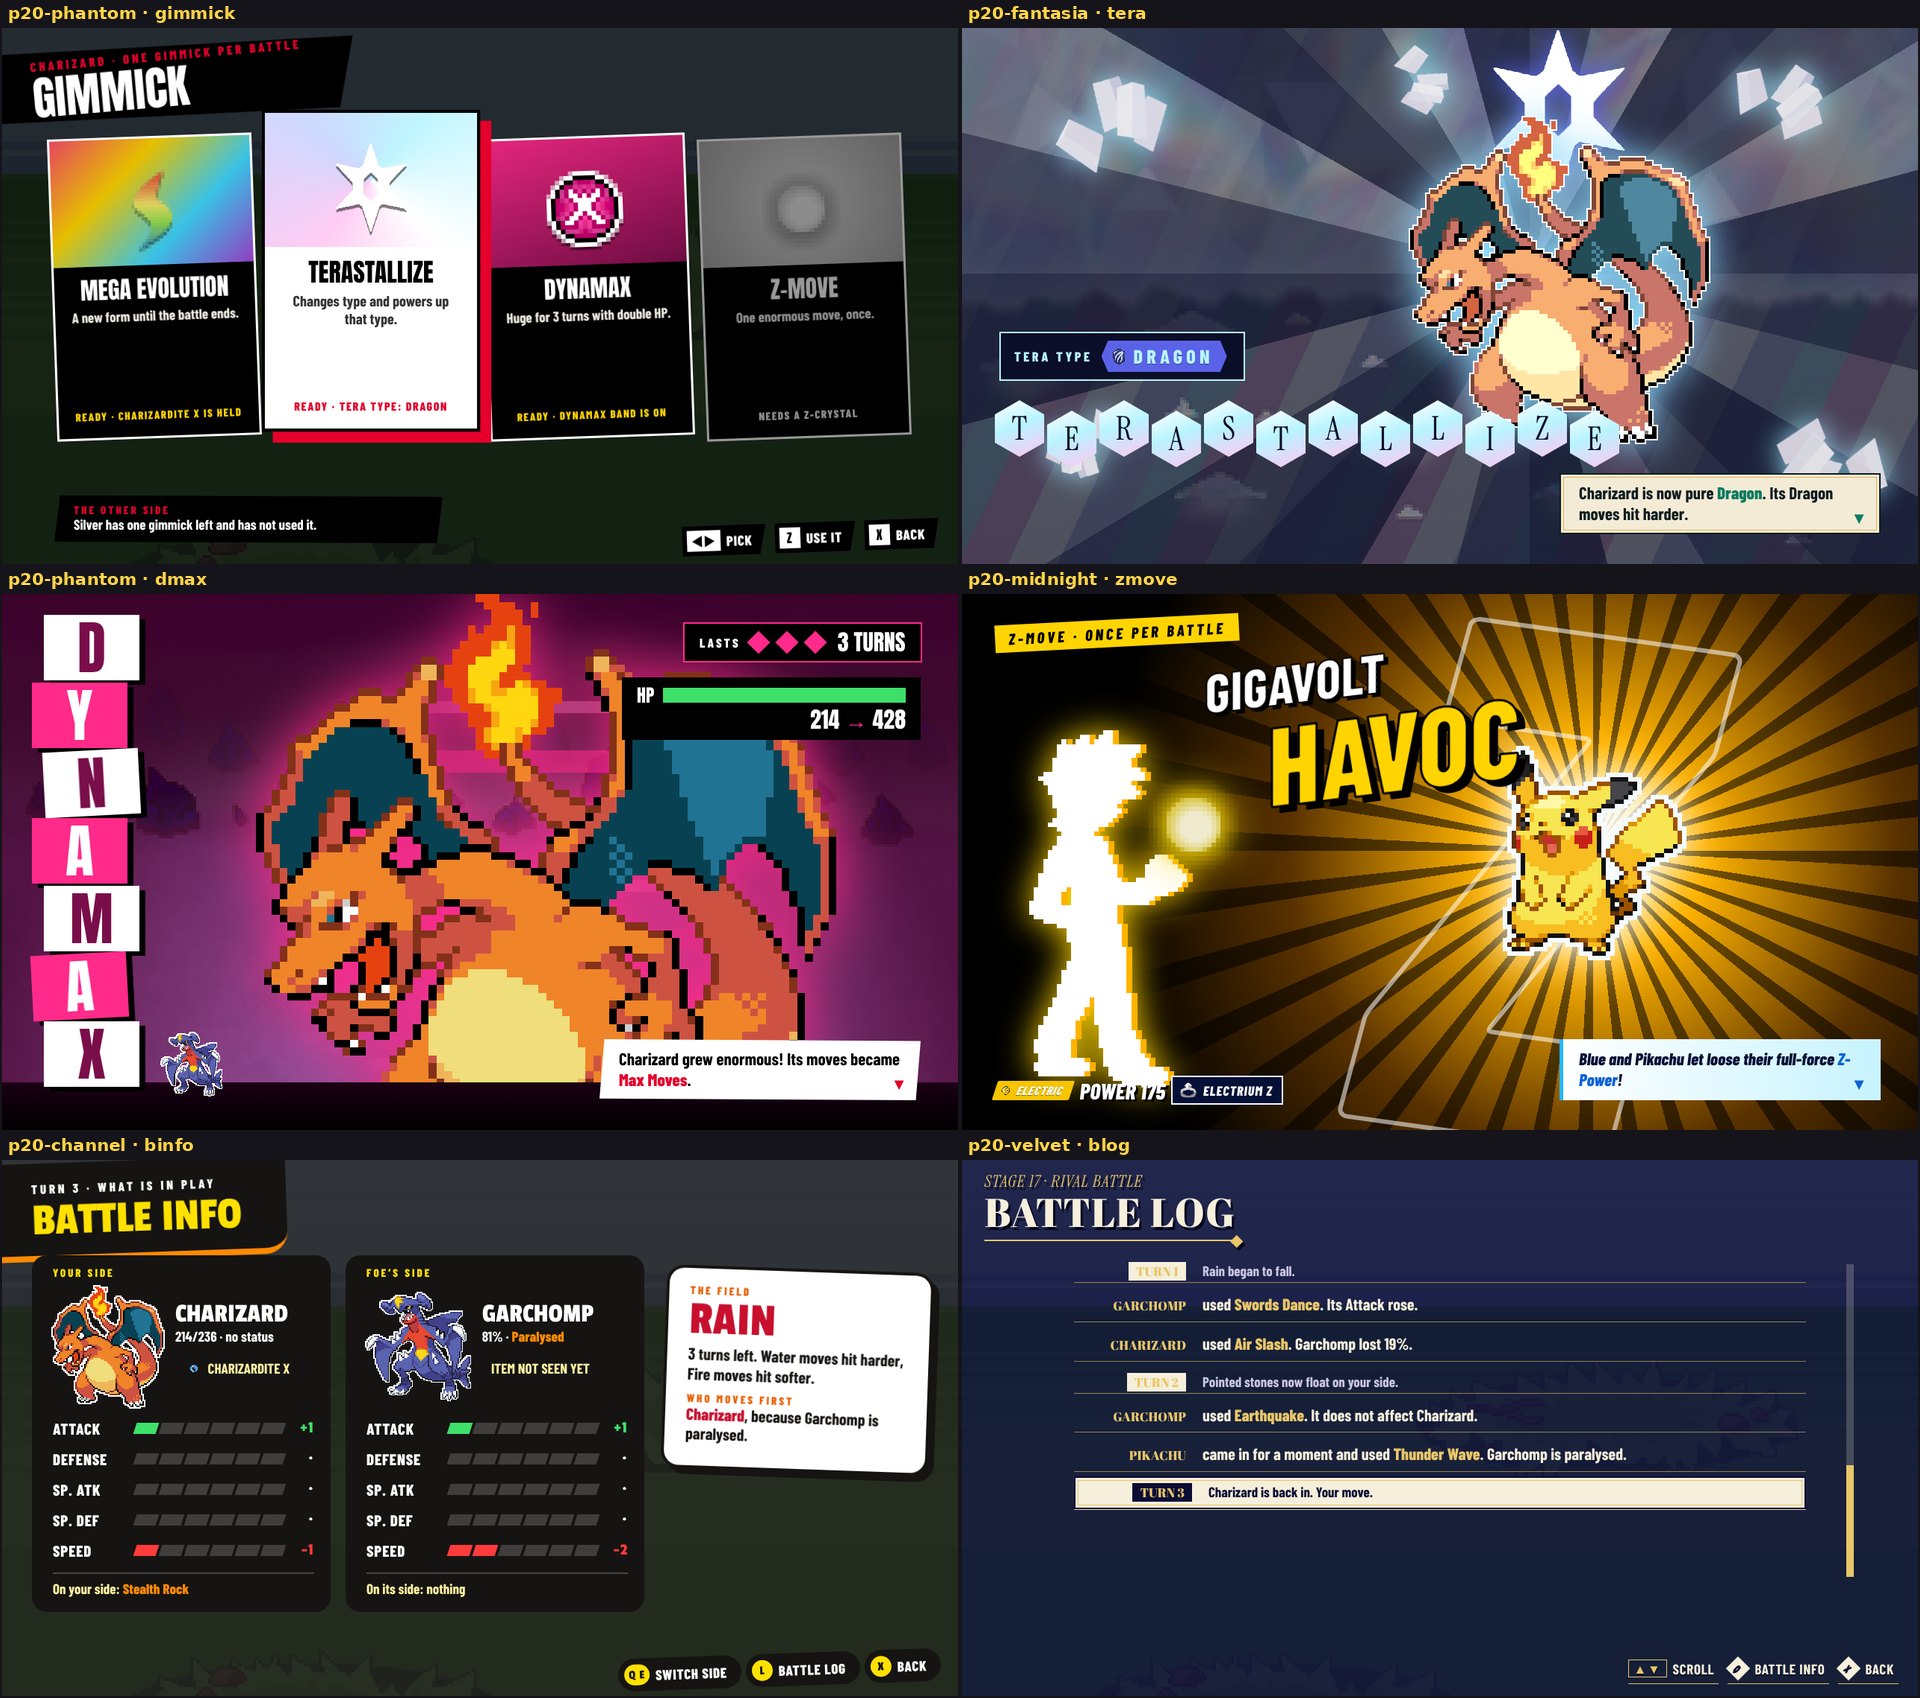 p20-phantom · gimmick
CHARIZARD · ONE GIMMICK PER BATTLE
GIMMICK
MEGA EVOLUTION
A new form until the battle ends.
READY · CHARIZARDITE X IS HELD
TERASTALLIZE
Changes type and powers up
that type.
READY · TERA TYPE: DRAGON
DYNAMAX
Huge for 3 turns with double HP.
READY · DYNAMAX BAND IS ON
Z-MOVE
One enormous move, once.
NEEDS A Z-CRYSTAL
THE OTHER SIDE
Silver has one gimmick left and has not used it.
PICK
Z USE IT
X BACK
p20-fantasia · tera
TERA TYPE DRAGON
TERASTALLIZE
Charizard is now pure Dragon. Its Dragon
moves hit harder.
p20-phantom · dmax
DYNAMAX
LASTS 3 TURNS
HP
214 → 428
Charizard grew enormous! Its moves became
Max Moves.
p20-midnight · zmove
Z-MOVE · ONCE PER BATTLE
GIGAVOLT
HAVOC
ELECTRIC POWER 175 ELECTRIUM Z
Blue and Pikachu let loose their full-force Z-
Power!
p20-channel · binfo
TURN 3 · WHAT IS IN PLAY
BATTLE INFO
YOUR SIDE
CHARIZARD
214/236 · no status
CHARIZARDITE X
ATTACK +1
DEFENSE ·
SP. ATK ·
SP. DEF ·
SPEED -1
On your side: Stealth Rock
FOE'S SIDE
GARCHOMP
81% · Paralysed
ITEM NOT SEEN YET
ATTACK +1
DEFENSE ·
SP. ATK ·
SP. DEF ·
SPEED -2
On its side: nothing
THE FIELD
RAIN
3 turns left. Water moves hit harder,
Fire moves hit softer.
WHO MOVES FIRST
Charizard, because Garchomp is
paralysed.
Q E SWITCH SIDE
L BATTLE LOG
X BACK
p20-velvet · blog
STAGE 17 · RIVAL BATTLE
BATTLE LOG
TURN 1 Rain began to fall.
GARCHOMP used Swords Dance. Its Attack rose.
CHARIZARD used Air Slash. Garchomp lost 19%.
TURN 2 Pointed stones now float on your side.
GARCHOMP used Earthquake. It does not affect Charizard.
PIKACHU came in for a moment and used Thunder Wave. Garchomp is paralysed.
TURN 3 Charizard is back in. Your move.
SCROLL
BATTLE INFO
BACK